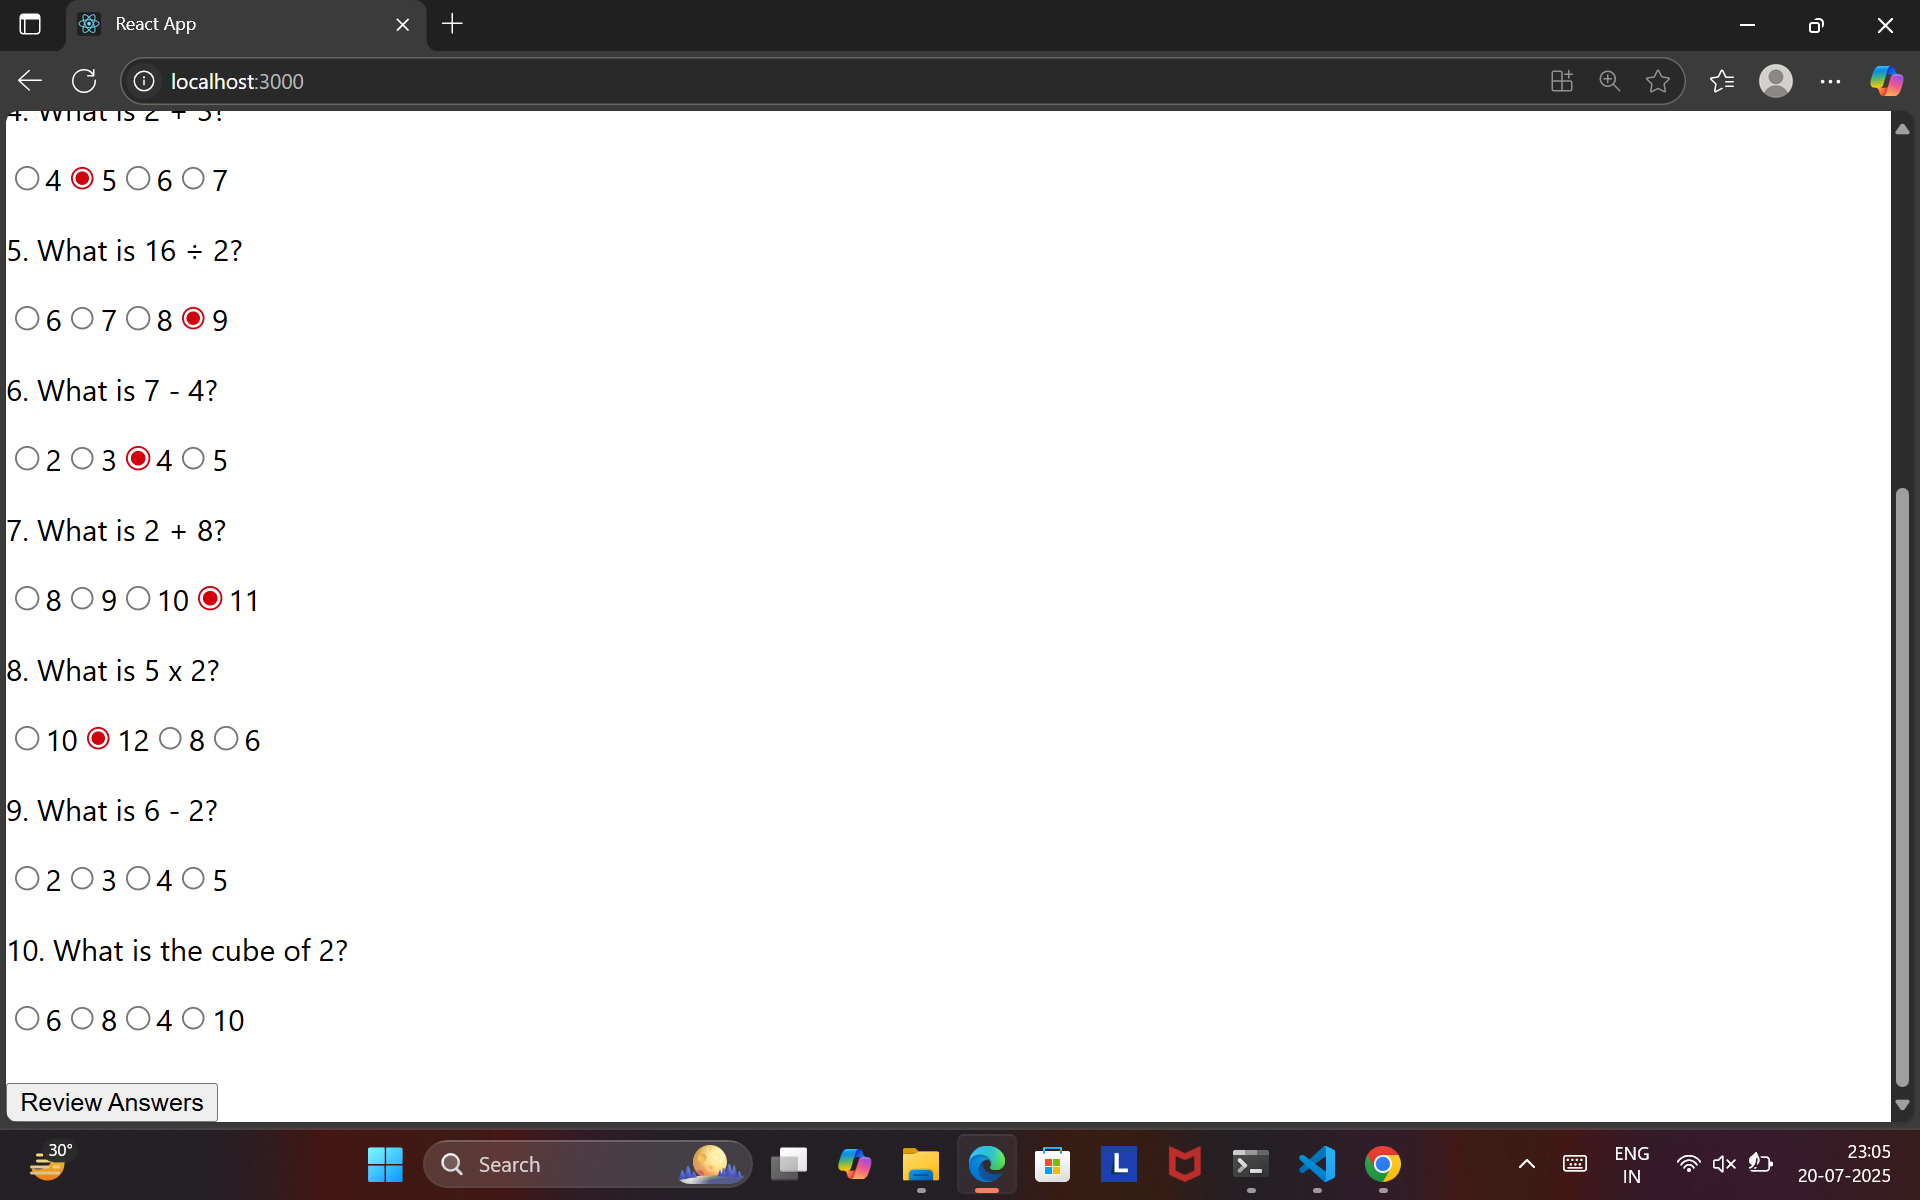 React App
localhost:3000
4. What is 2 + 3?
4 5 6 7
5. What is 16 ÷ 2?
6 7 8 9
6. What is 7 - 4?
2 3 4 5
7. What is 2 + 8?
8 9 10 11
8. What is 5 x 2?
10 12 8 6
9. What is 6 - 2?
2 3 4 5
10. What is the cube of 2?
6 8 4 10
Review Answers
30°
Search
L
ENG
IN
23:05
20-07-2025